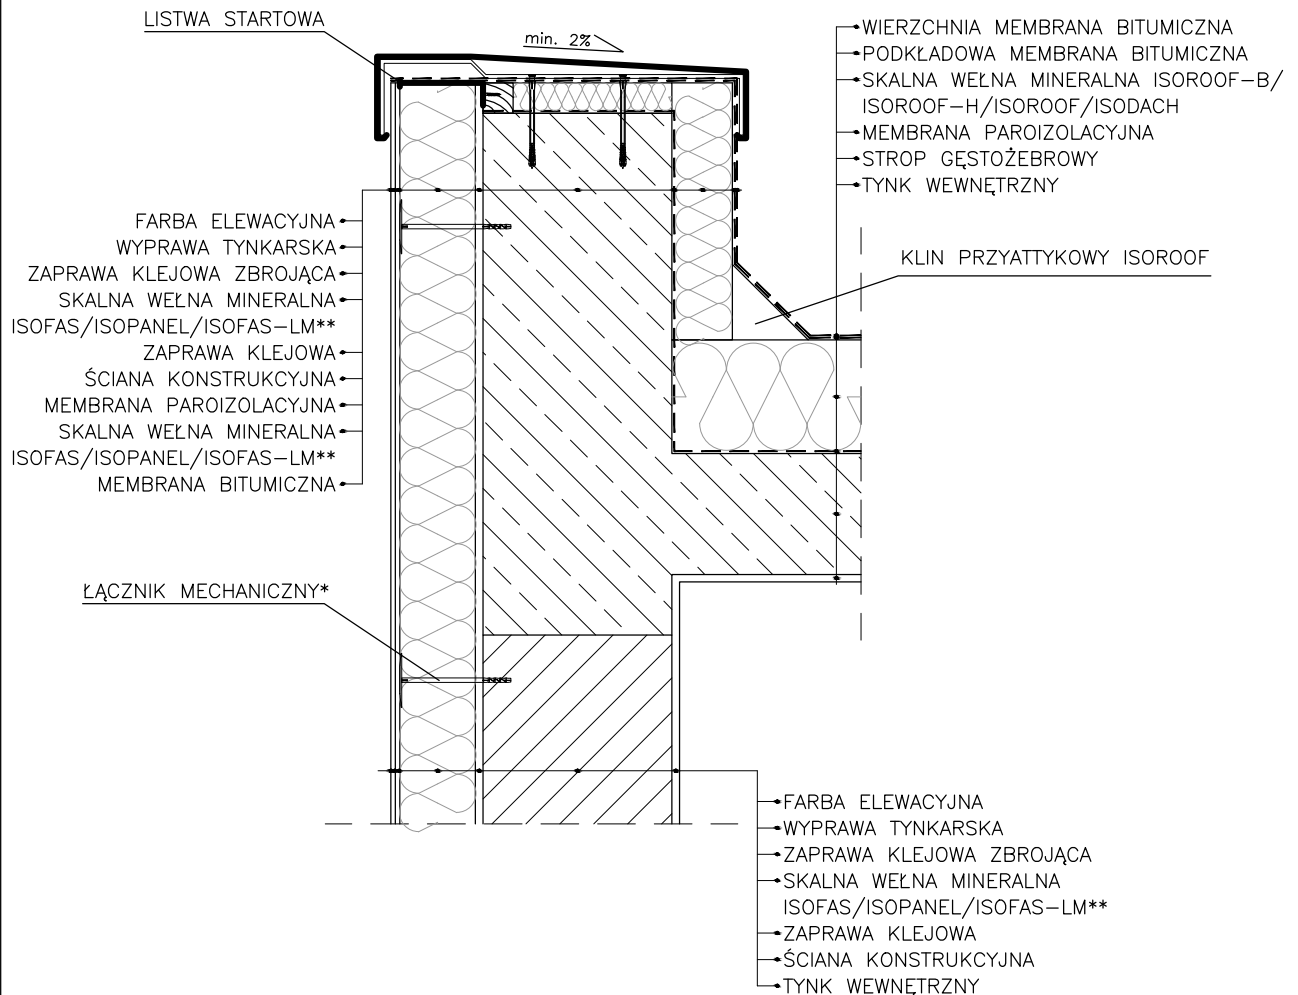 LISTWA STARTOWA
min. 2%
WIERZCHNIA MEMBRANA BITUMICZNA
PODKŁADOWA MEMBRANA BITUMICZNA
SKALNA WEŁNA MINERALNA ISOROOF-B/
ISOROOF-H/ISOROOF/ISODACH
MEMBRANA PAROIZOLACYJNA
STROP GĘSTOŻEBROWY
TYNK WEWNĘTRZNY
KLIN PRZYATTYKOWY ISOROOF
FARBA ELEWACYJNA
WYPRAWA TYNKARSKA
ZAPRAWA KLEJOWA ZBROJĄCA
SKALNA WEŁNA MINERALNA
ISOFAS/ISOPANEL/ISOFAS-LM**
ZAPRAWA KLEJOWA
ŚCIANA KONSTRUKCYJNA
MEMBRANA PAROIZOLACYJNA
SKALNA WEŁNA MINERALNA
ISOFAS/ISOPANEL/ISOFAS-LM**
MEMBRANA BITUMICZNA
ŁĄCZNIK MECHANICZNY*
FARBA ELEWACYJNA
WYPRAWA TYNKARSKA
ZAPRAWA KLEJOWA ZBROJĄCA
SKALNA WEŁNA MINERALNA
ISOFAS/ISOPANEL/ISOFAS-LM**
ZAPRAWA KLEJOWA
ŚCIANA KONSTRUKCYJNA
TYNK WEWNĘTRZNY